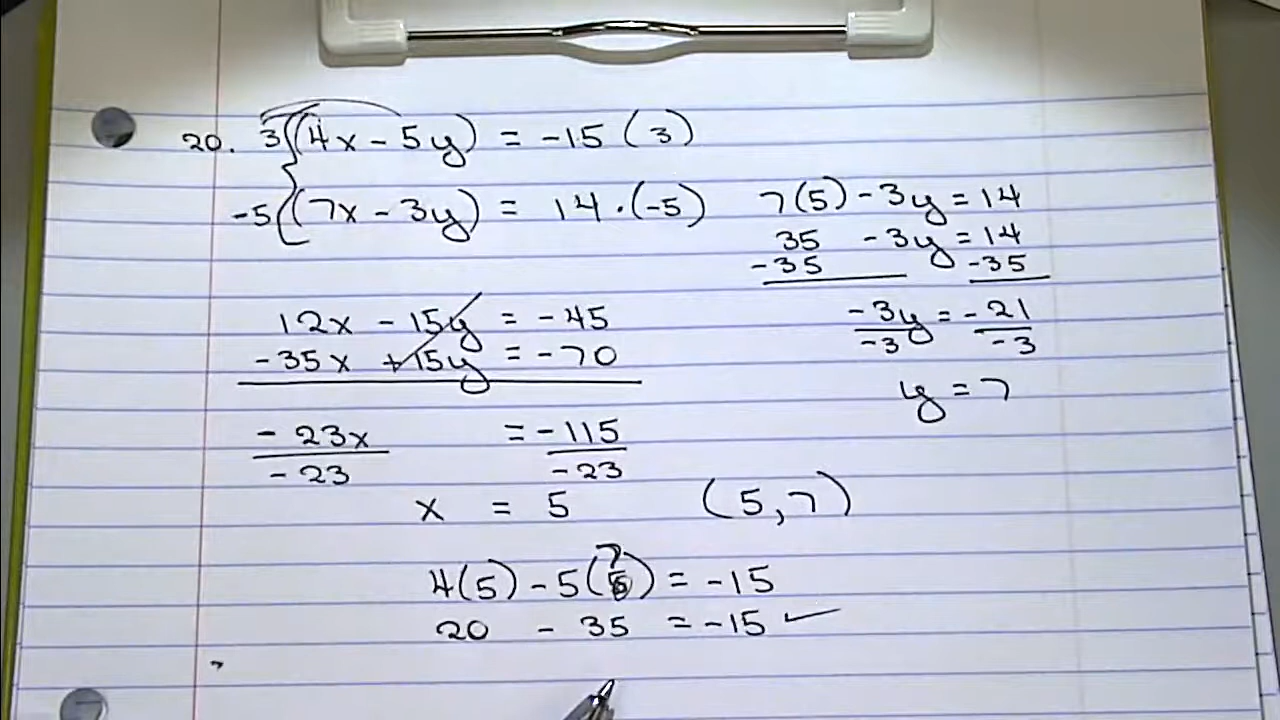 20. 3(4x - 5y) = -15(3)
-5(7x - 3y) = 14·(-5)
12x - 15y = -45
-35x + 15y = -70
-23x = -115
-23 -23
x = 5
7(5) - 3y = 14
35 - 3y = 14
-35 -35
-3y = -21
-3 -3
y = 7
(5, 7)
4(5) - 5(7) = -15
20 - 35 = -15 ✓